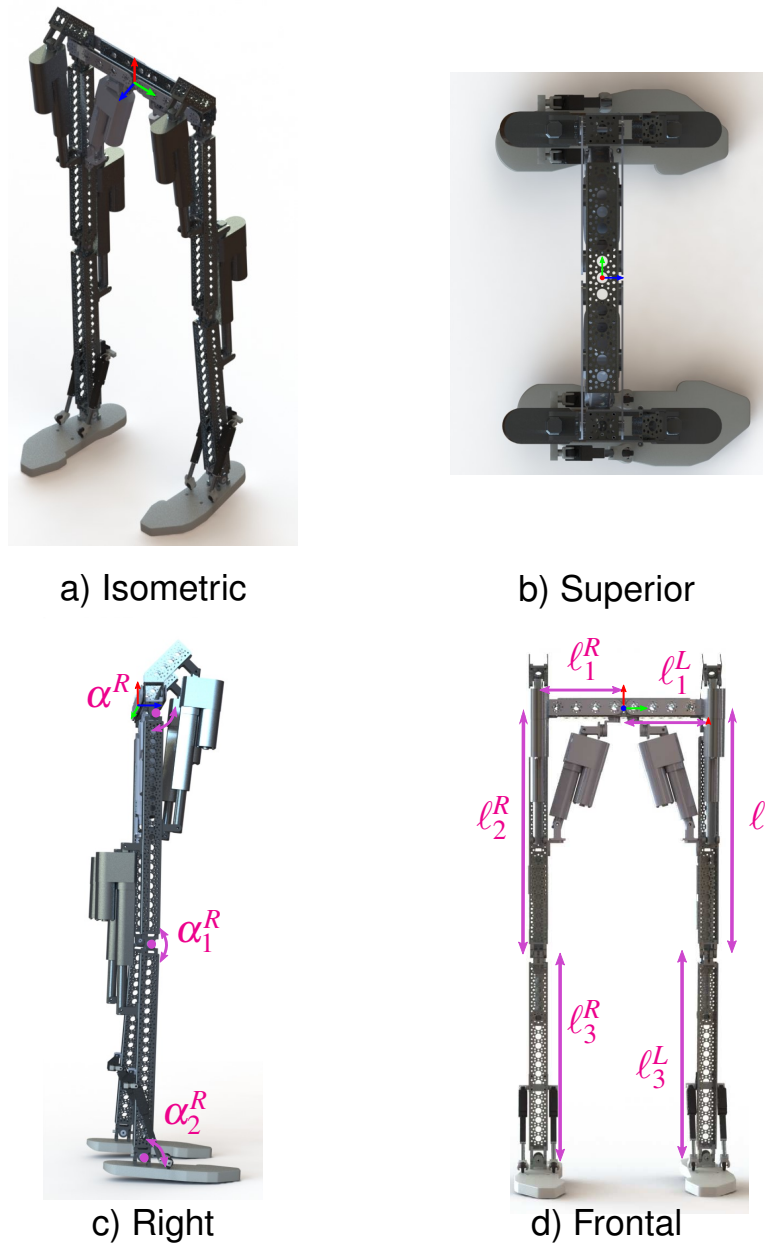 a) Isometric
b) Superior
α^R
α_1^R
α_2^R
c) Right
ℓ_1^R
ℓ_1^L
ℓ_2^R
ℓ
ℓ_3^R
ℓ_3^L
d) Frontal